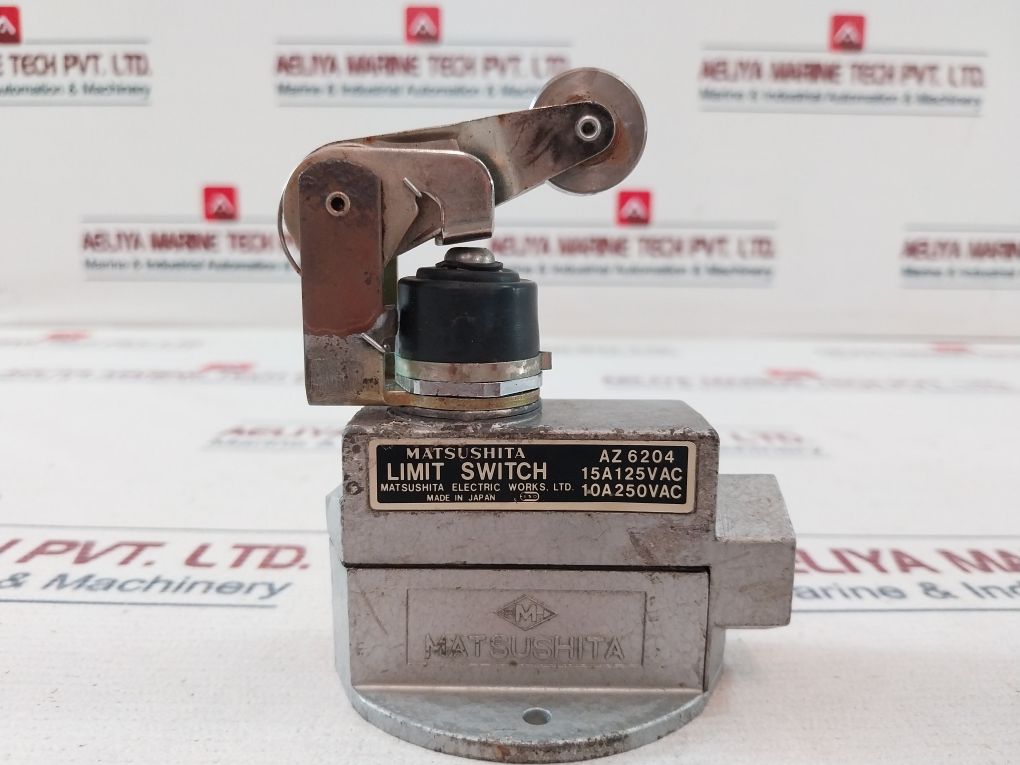 AELIYA MARINE TECH PVT. LTD.
Marine & Industrial Automation & Machinery
MATSUSHITA
LIMIT SWITCH
MATSUSHITA ELECTRIC WORKS. LTD.
MADE IN JAPAN
AZ 6204
15A125VAC
10A250VAC
MATSUSHITA